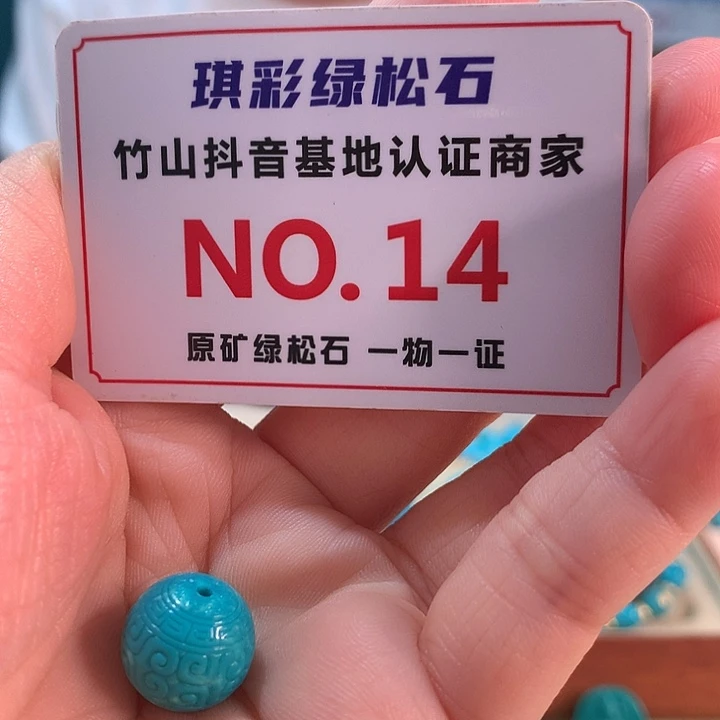 琪彩绿松石
竹山抖音基地认证商家
NO.14
原矿绿松石 一物一证